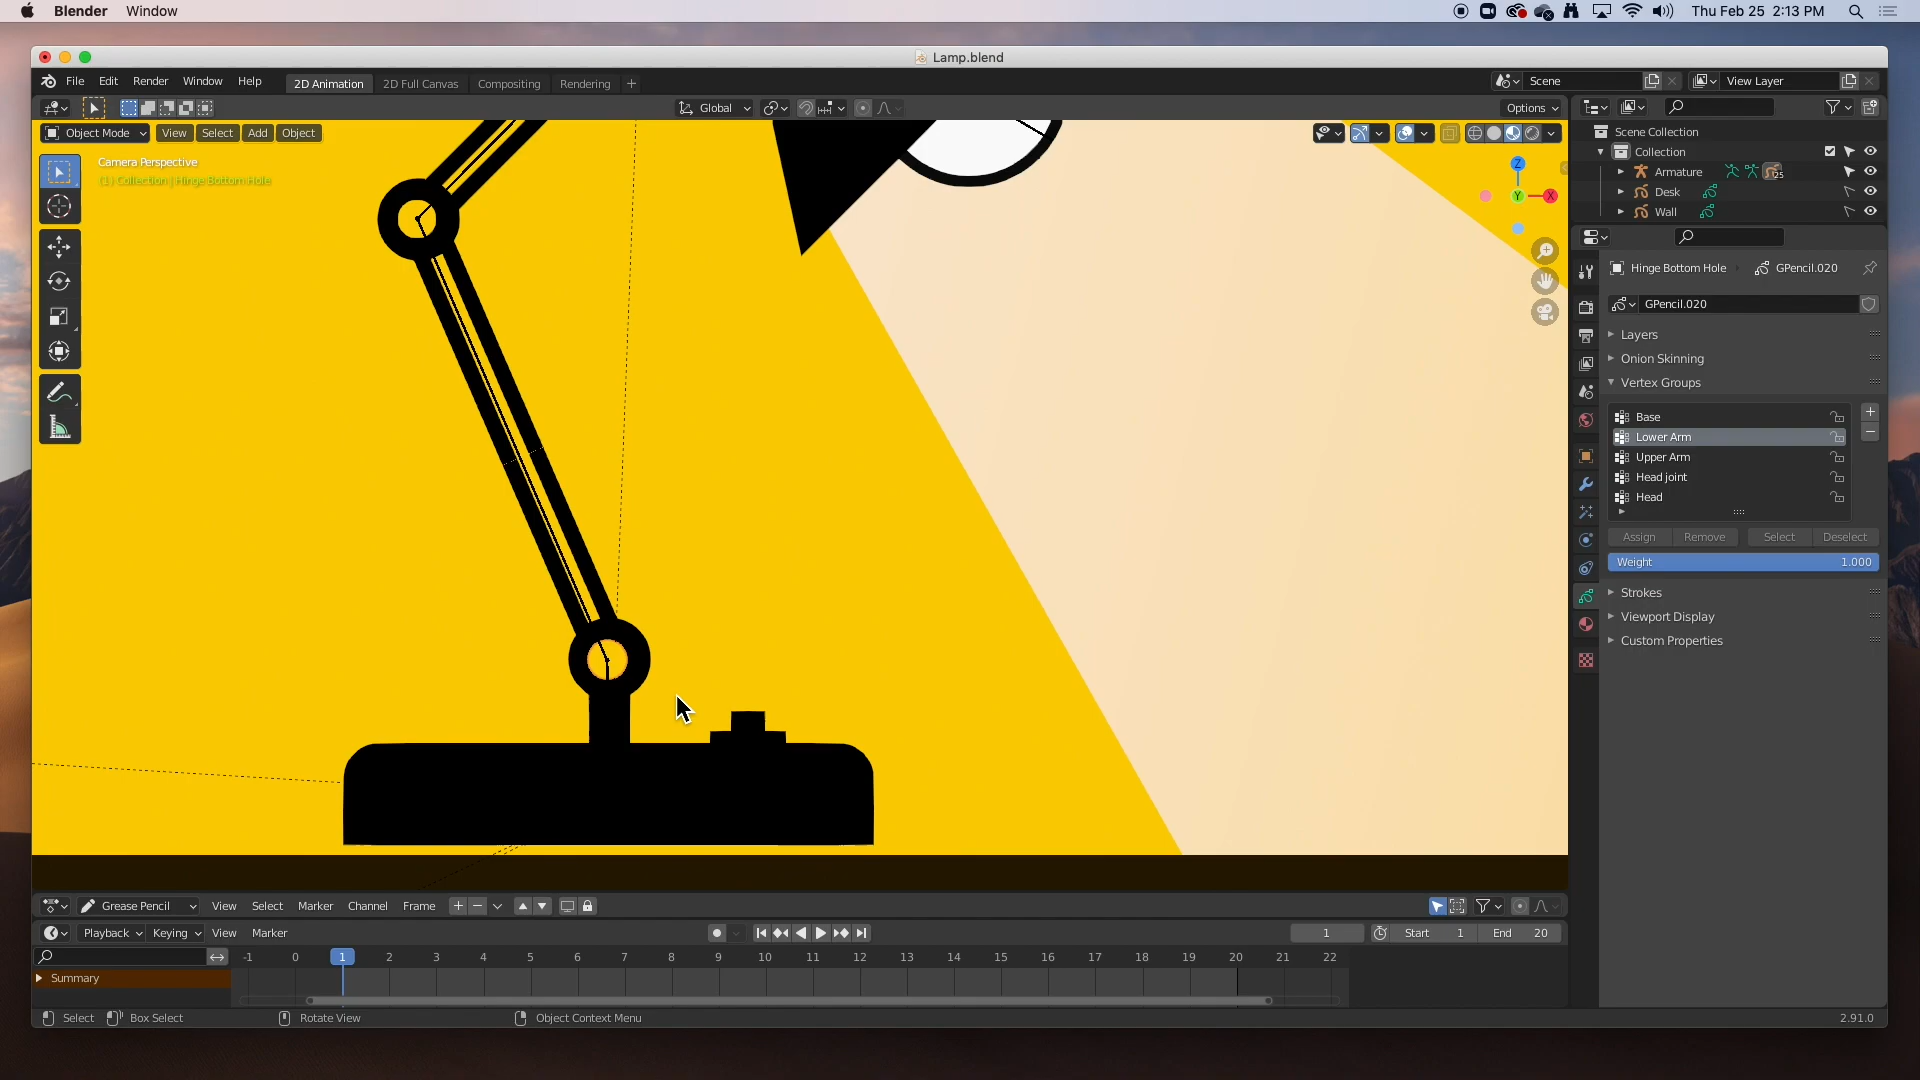 Blender Window Thu Feb 25 2:13 PM
Lamp.blend
File Edit Render Window Help 2D Animation 2D Full Canvas Compositing Rendering + Scene View Layer
Global Options
Object Mode View Select Add Object
Camera Perspective
(1) Collection | Hinge Bottom Hole
Z
Y X
Scene Collection
Collection
Armature 25
Desk
Wall
Hinge Bottom Hole GPencil.020
GPencil.020
Layers
Onion Skinning
Vertex Groups
Base
Lower Arm
Upper Arm
Head joint
Head
Assign Remove Select Deselect
Weight 1.000
Strokes
Viewport Display
Custom Properties
Grease Pencil View Select Marker Channel Frame
Playback Keying View Marker 1 Start 1 End 20
-1 0 1 2 3 4 5 6 7 8 9 10 11 12 13 14 15 16 17 18 19 20 21 22
Summary
Select Box Select Rotate View Object Context Menu 2.91.0